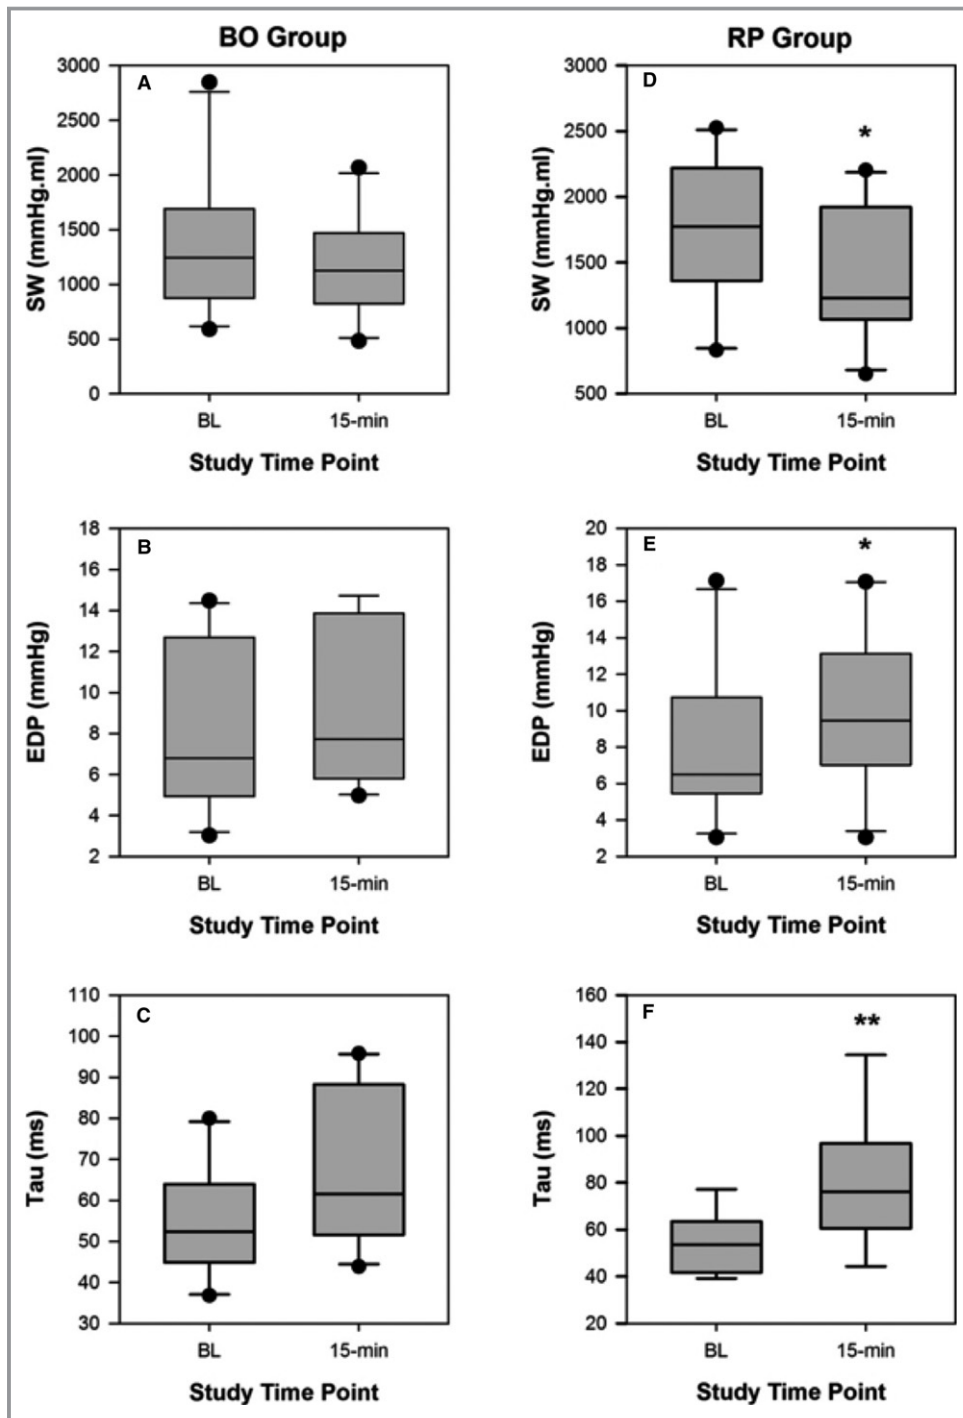 BO Group
RP Group
A
SW (mmHg.ml)
3000
2500
2000
1500
1000
500
0
BL
15-min
Study Time Point
D
*
SW (mmHg.ml)
3000
2500
2000
1500
1000
500
BL
15-min
Study Time Point
B
EDP (mmHg)
18
16
14
12
10
8
6
4
2
BL
15-min
Study Time Point
E
*
EDP (mmHg)
20
18
16
14
12
10
8
6
4
2
BL
15-min
Study Time Point
C
Tau (ms)
110
100
90
80
70
60
50
40
30
BL
15-min
Study Time Point
F
**
Tau (ms)
160
140
120
100
80
60
40
20
BL
15-min
Study Time Point